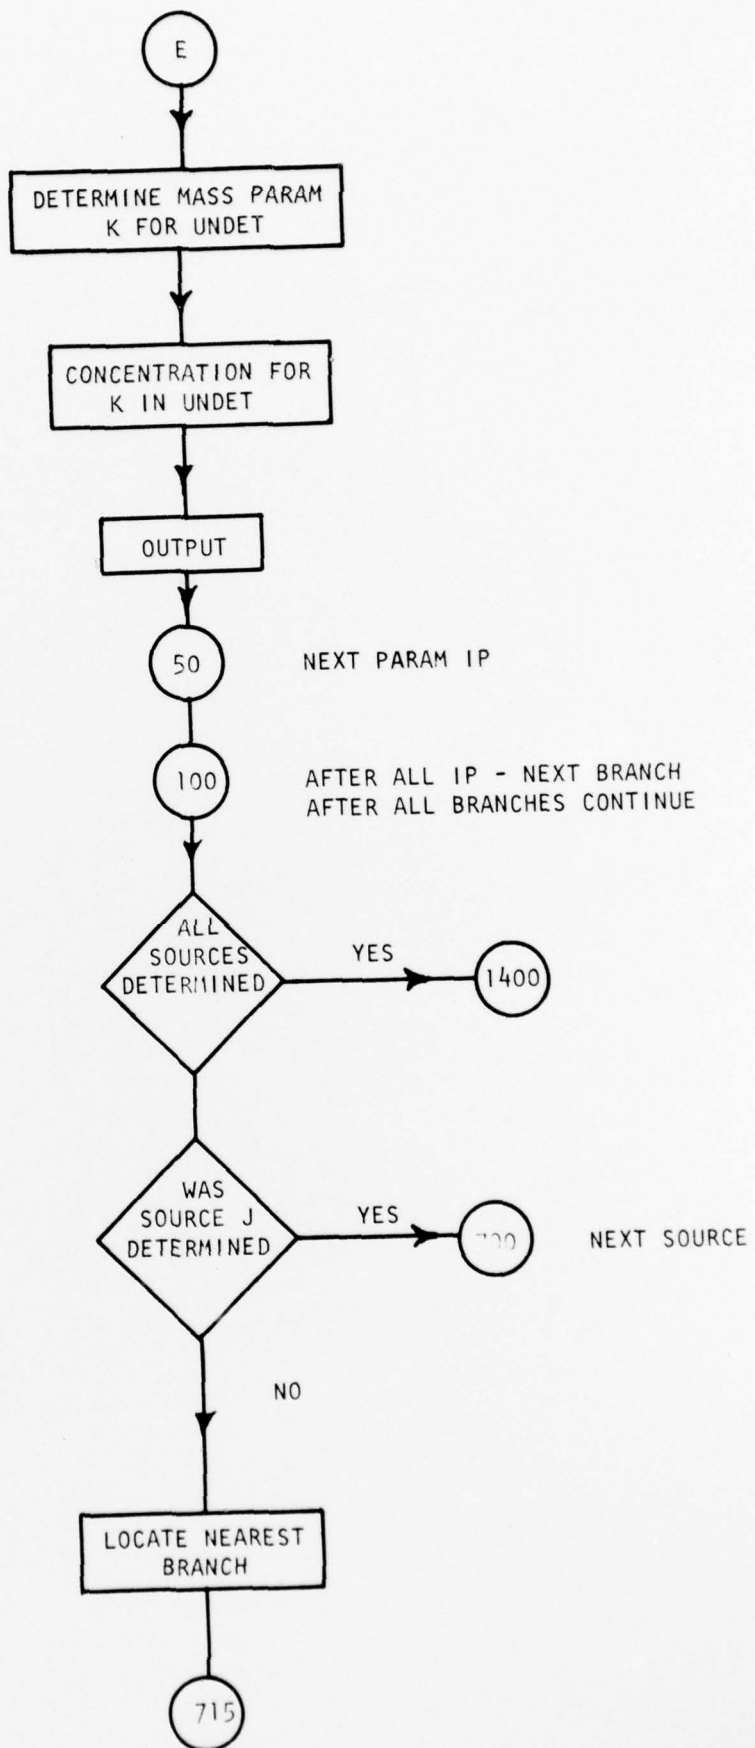 E
DETERMINE MASS PARAM
K FOR UNDET
CONCENTRATION FOR
K IN UNDET
OUTPUT
50
NEXT PARAM IP
100
AFTER ALL IP - NEXT BRANCH
AFTER ALL BRANCHES CONTINUE
ALL
SOURCES
DETERMINED
YES
1400
WAS
SOURCE J
DETERMINED
YES
700
NEXT SOURCE
NO
LOCATE NEAREST
BRANCH
715